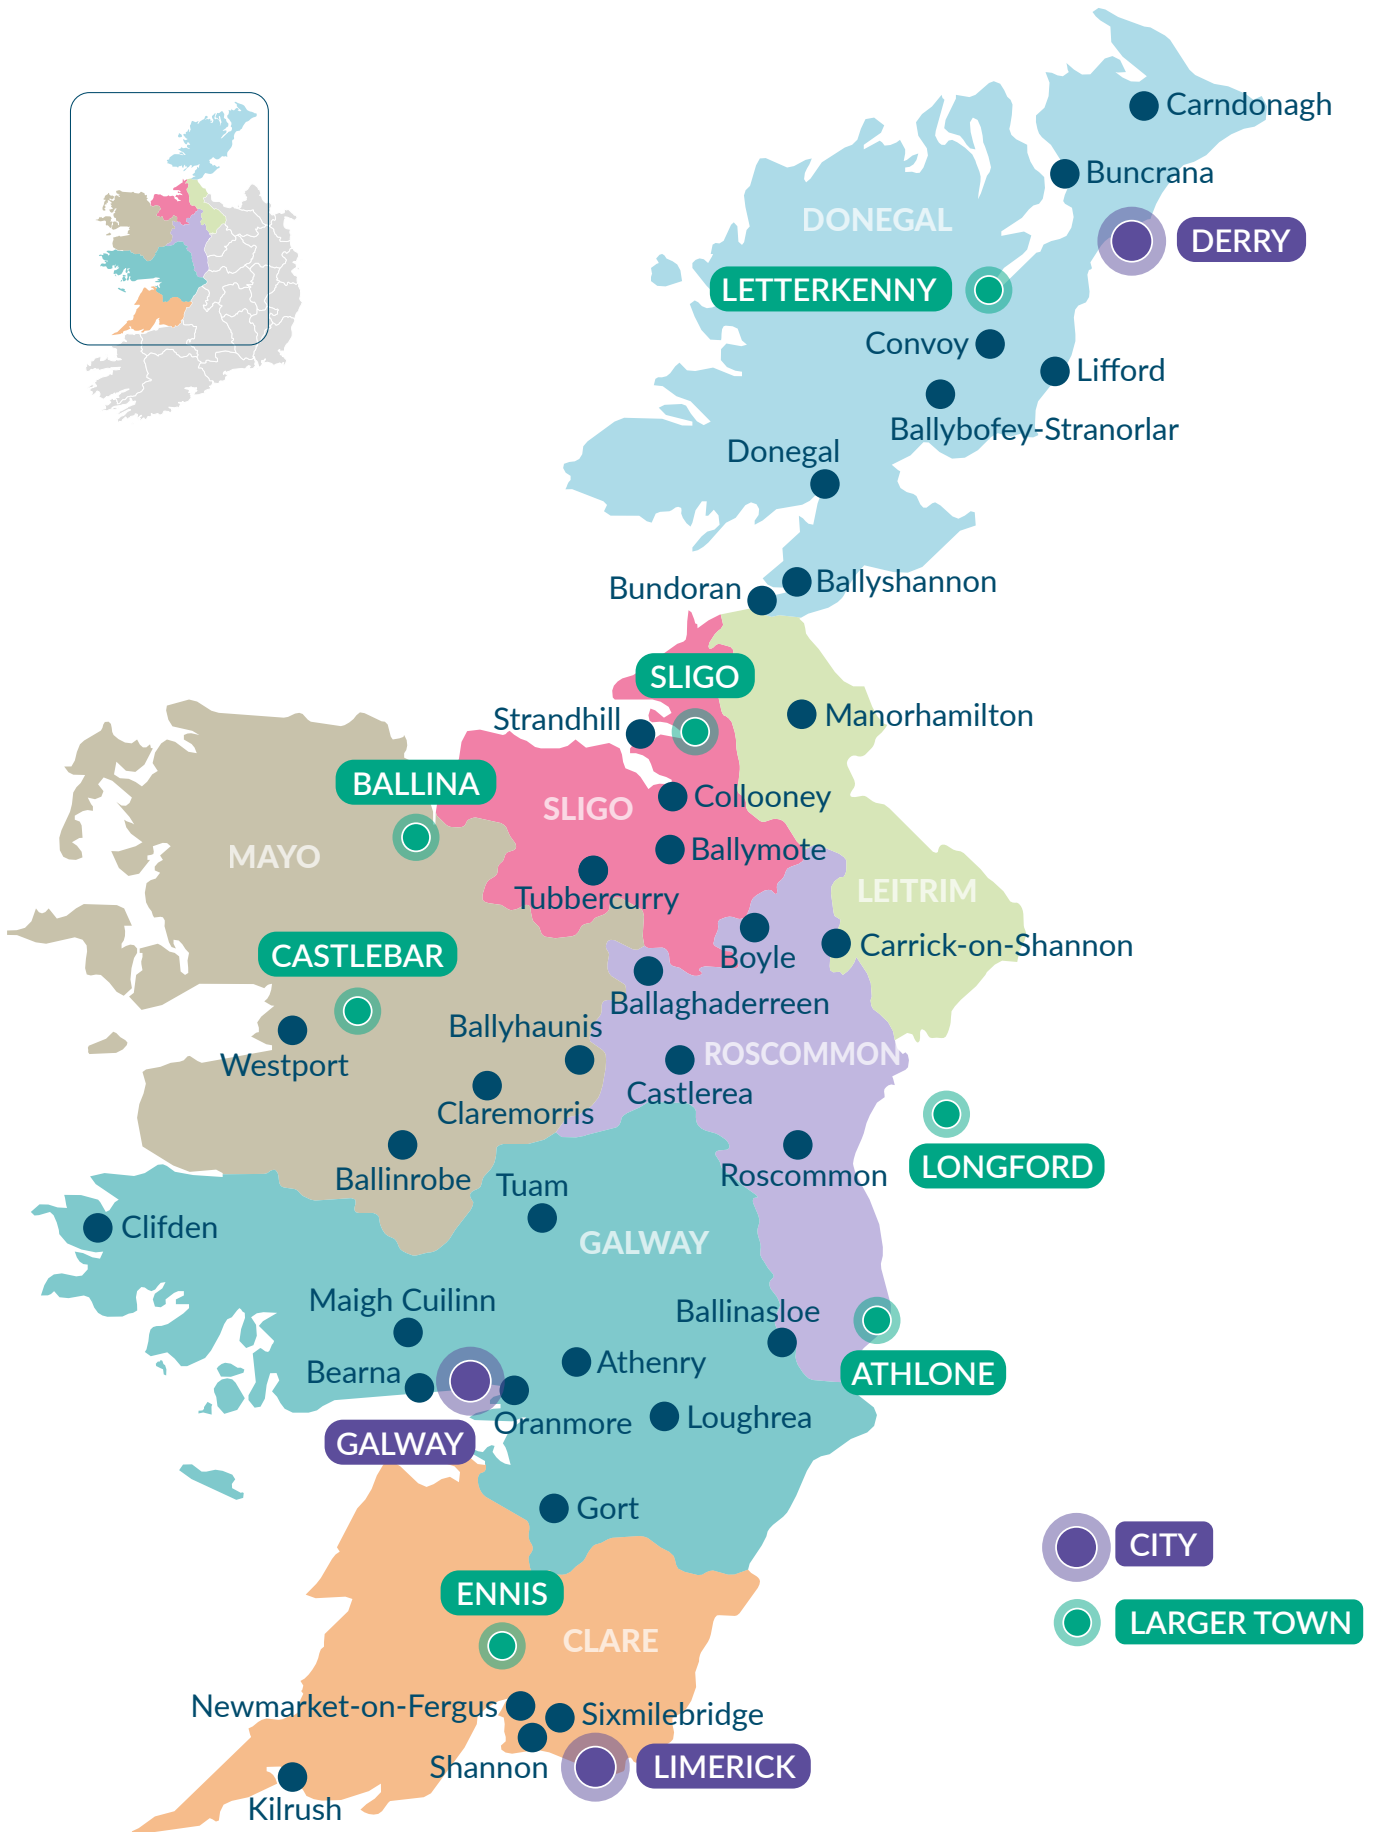 Carndonagh
Buncrana
DONEGAL
DERRY
LETTERKENNY
Convoy
Lifford
Ballybofey-Stranorlar
Donegal
Ballyshannon
Bundoran
SLIGO
Manorhamilton
Strandhill
BALLINA
Collooney
SLIGO
Ballymote
MAYO
LEITRIM
Tubbercurry
Carrick-on-Shannon
CASTLEBAR
Boyle
Ballaghaderreen
Ballyhaunis
ROSCOMMON
Westport
Castlerea
Claremorris
LONGFORD
Roscommon
Ballinrobe
Tuam
Clifden
GALWAY
Maigh Cuilinn
Ballinasloe
Athenry
Bearna
ATHLONE
Loughrea
Oranmore
GALWAY
Gort
CITY
ENNIS
LARGER TOWN
CLARE
Newmarket-on-Fergus
Sixmilebridge
Shannon
LIMERICK
Kilrush